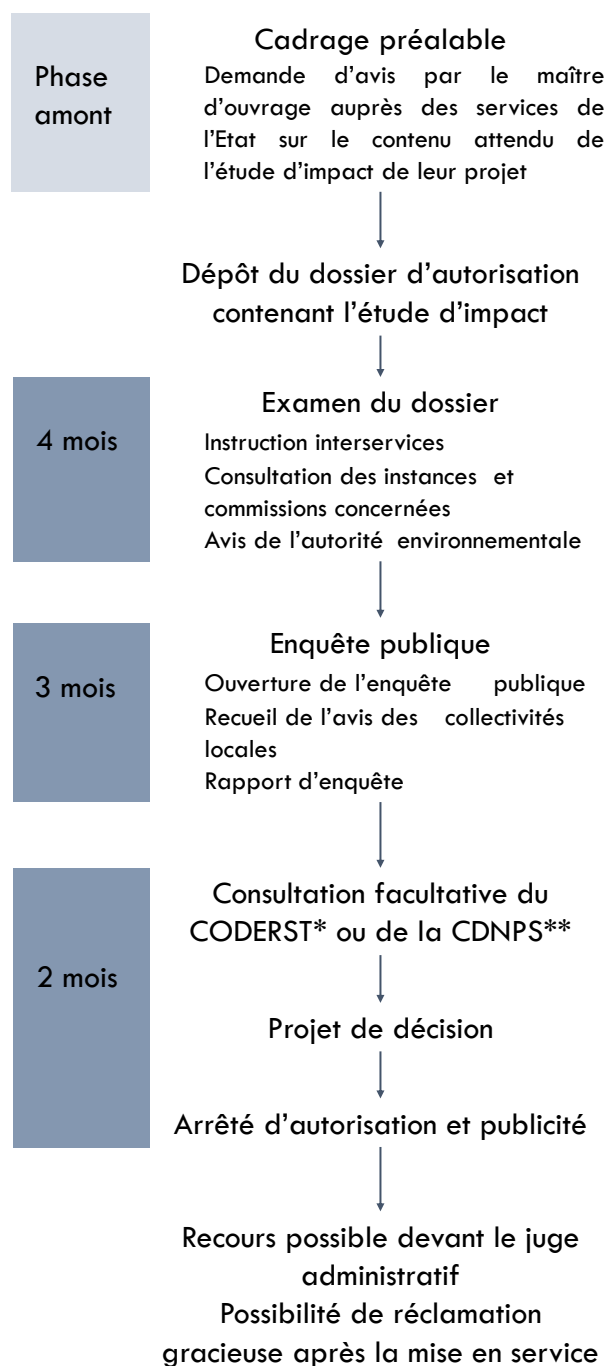 Phase
amont
Cadrage préalable
Demande d'avis par le maître
d'ouvrage auprès des services de
l'Etat sur le contenu attendu de
l'étude d'impact de leur projet
Dépôt du dossier d'autorisation
contenant l'étude d'impact
4 mois
Examen du dossier
Instruction interservices
Consultation des instances et
commissions concernées
Avis de l'autorité environnementale
3 mois
Enquête publique
Ouverture de l'enquête publique
Recueil de l'avis des collectivités
locales
Rapport d'enquête
2 mois
Consultation facultative du
CODERST* ou de la CDNPS**
Projet de décision
Arrêté d'autorisation et publicité
Recours possible devant le juge
administratif
Possibilité de réclamation
gracieuse après la mise en service